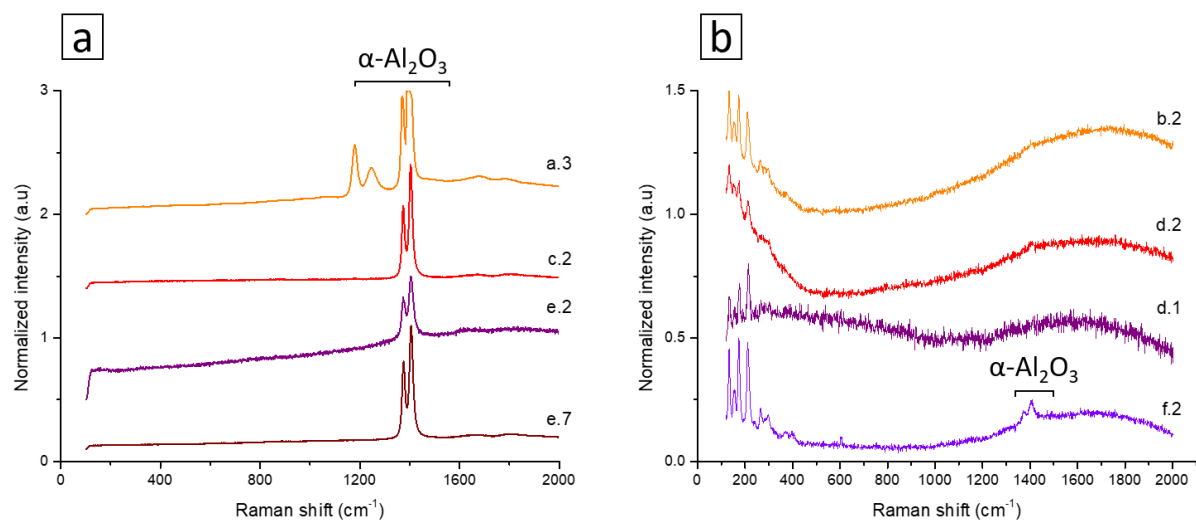 a
α-Al₂O₃
3
2
1
0
a.3
c.2
e.2
e.7
0 400 800 1200 1600 2000
Normalized intensity (a.u)
Raman shift (cm⁻¹)
b
1.5
1.0
0.5
0.0
b.2
d.2
d.1
α-Al₂O₃
f.2
0 200 400 600 800 1000 1200 1400 1600 1800 2000
Normalized intensity (a.u)
Raman shift (cm⁻¹)